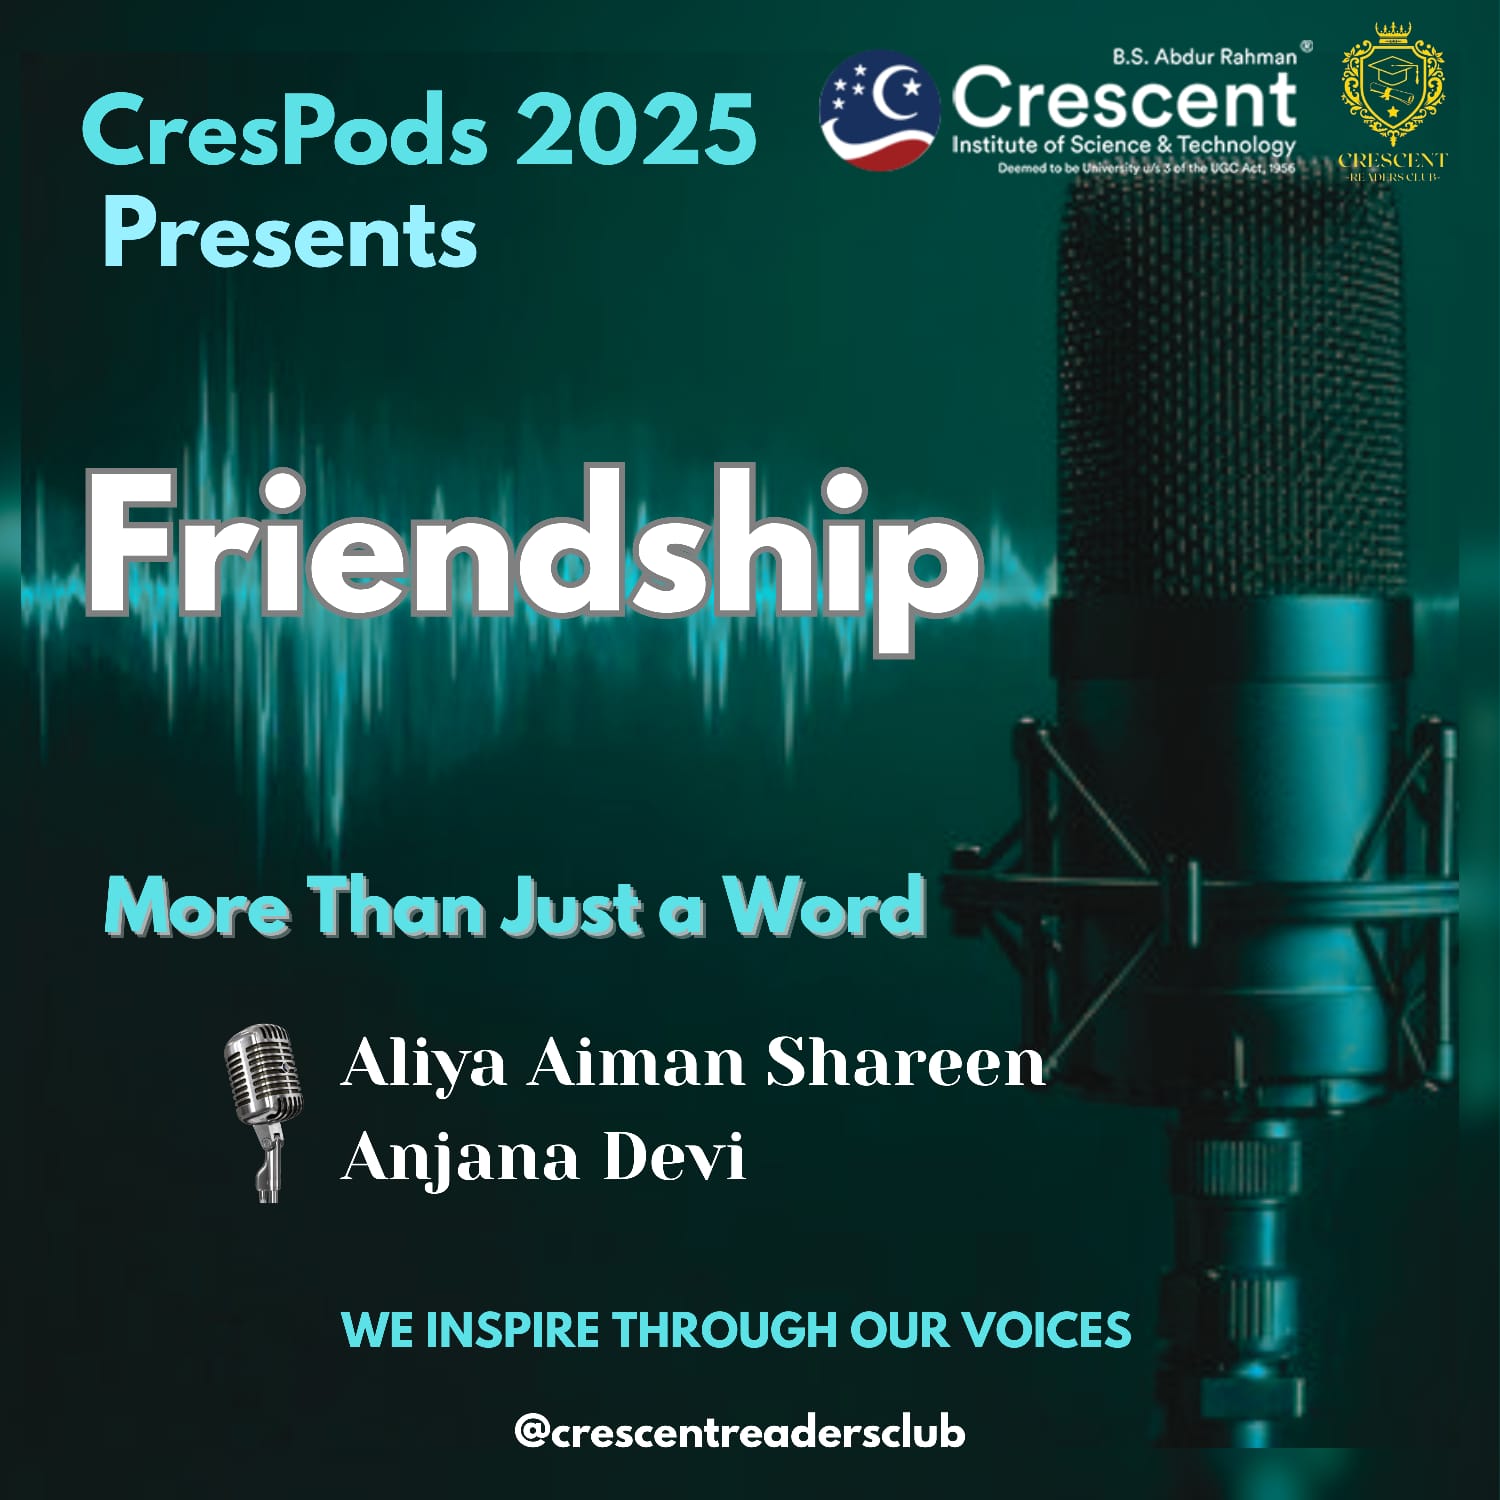 CresPods 2025
Presents
B.S. Abdur Rahman ®
Crescent
Institute of Science & Technology
Deemed to be University u/s 3 of the UGC Act, 1956
CRESCENT
-READERS CLUB-
Friendship
More Than Just a Word
Aliya Aiman Shareen
Anjana Devi
WE INSPIRE THROUGH OUR VOICES
@crescentreadersclub